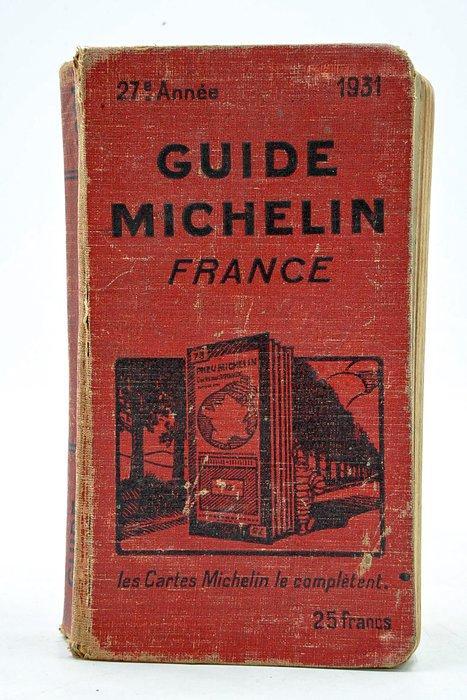 27e Année 1931
GUIDE
MICHELIN
FRANCE
PNEU MICHELIN
les Cartes Michelin le complètent.
25 francs